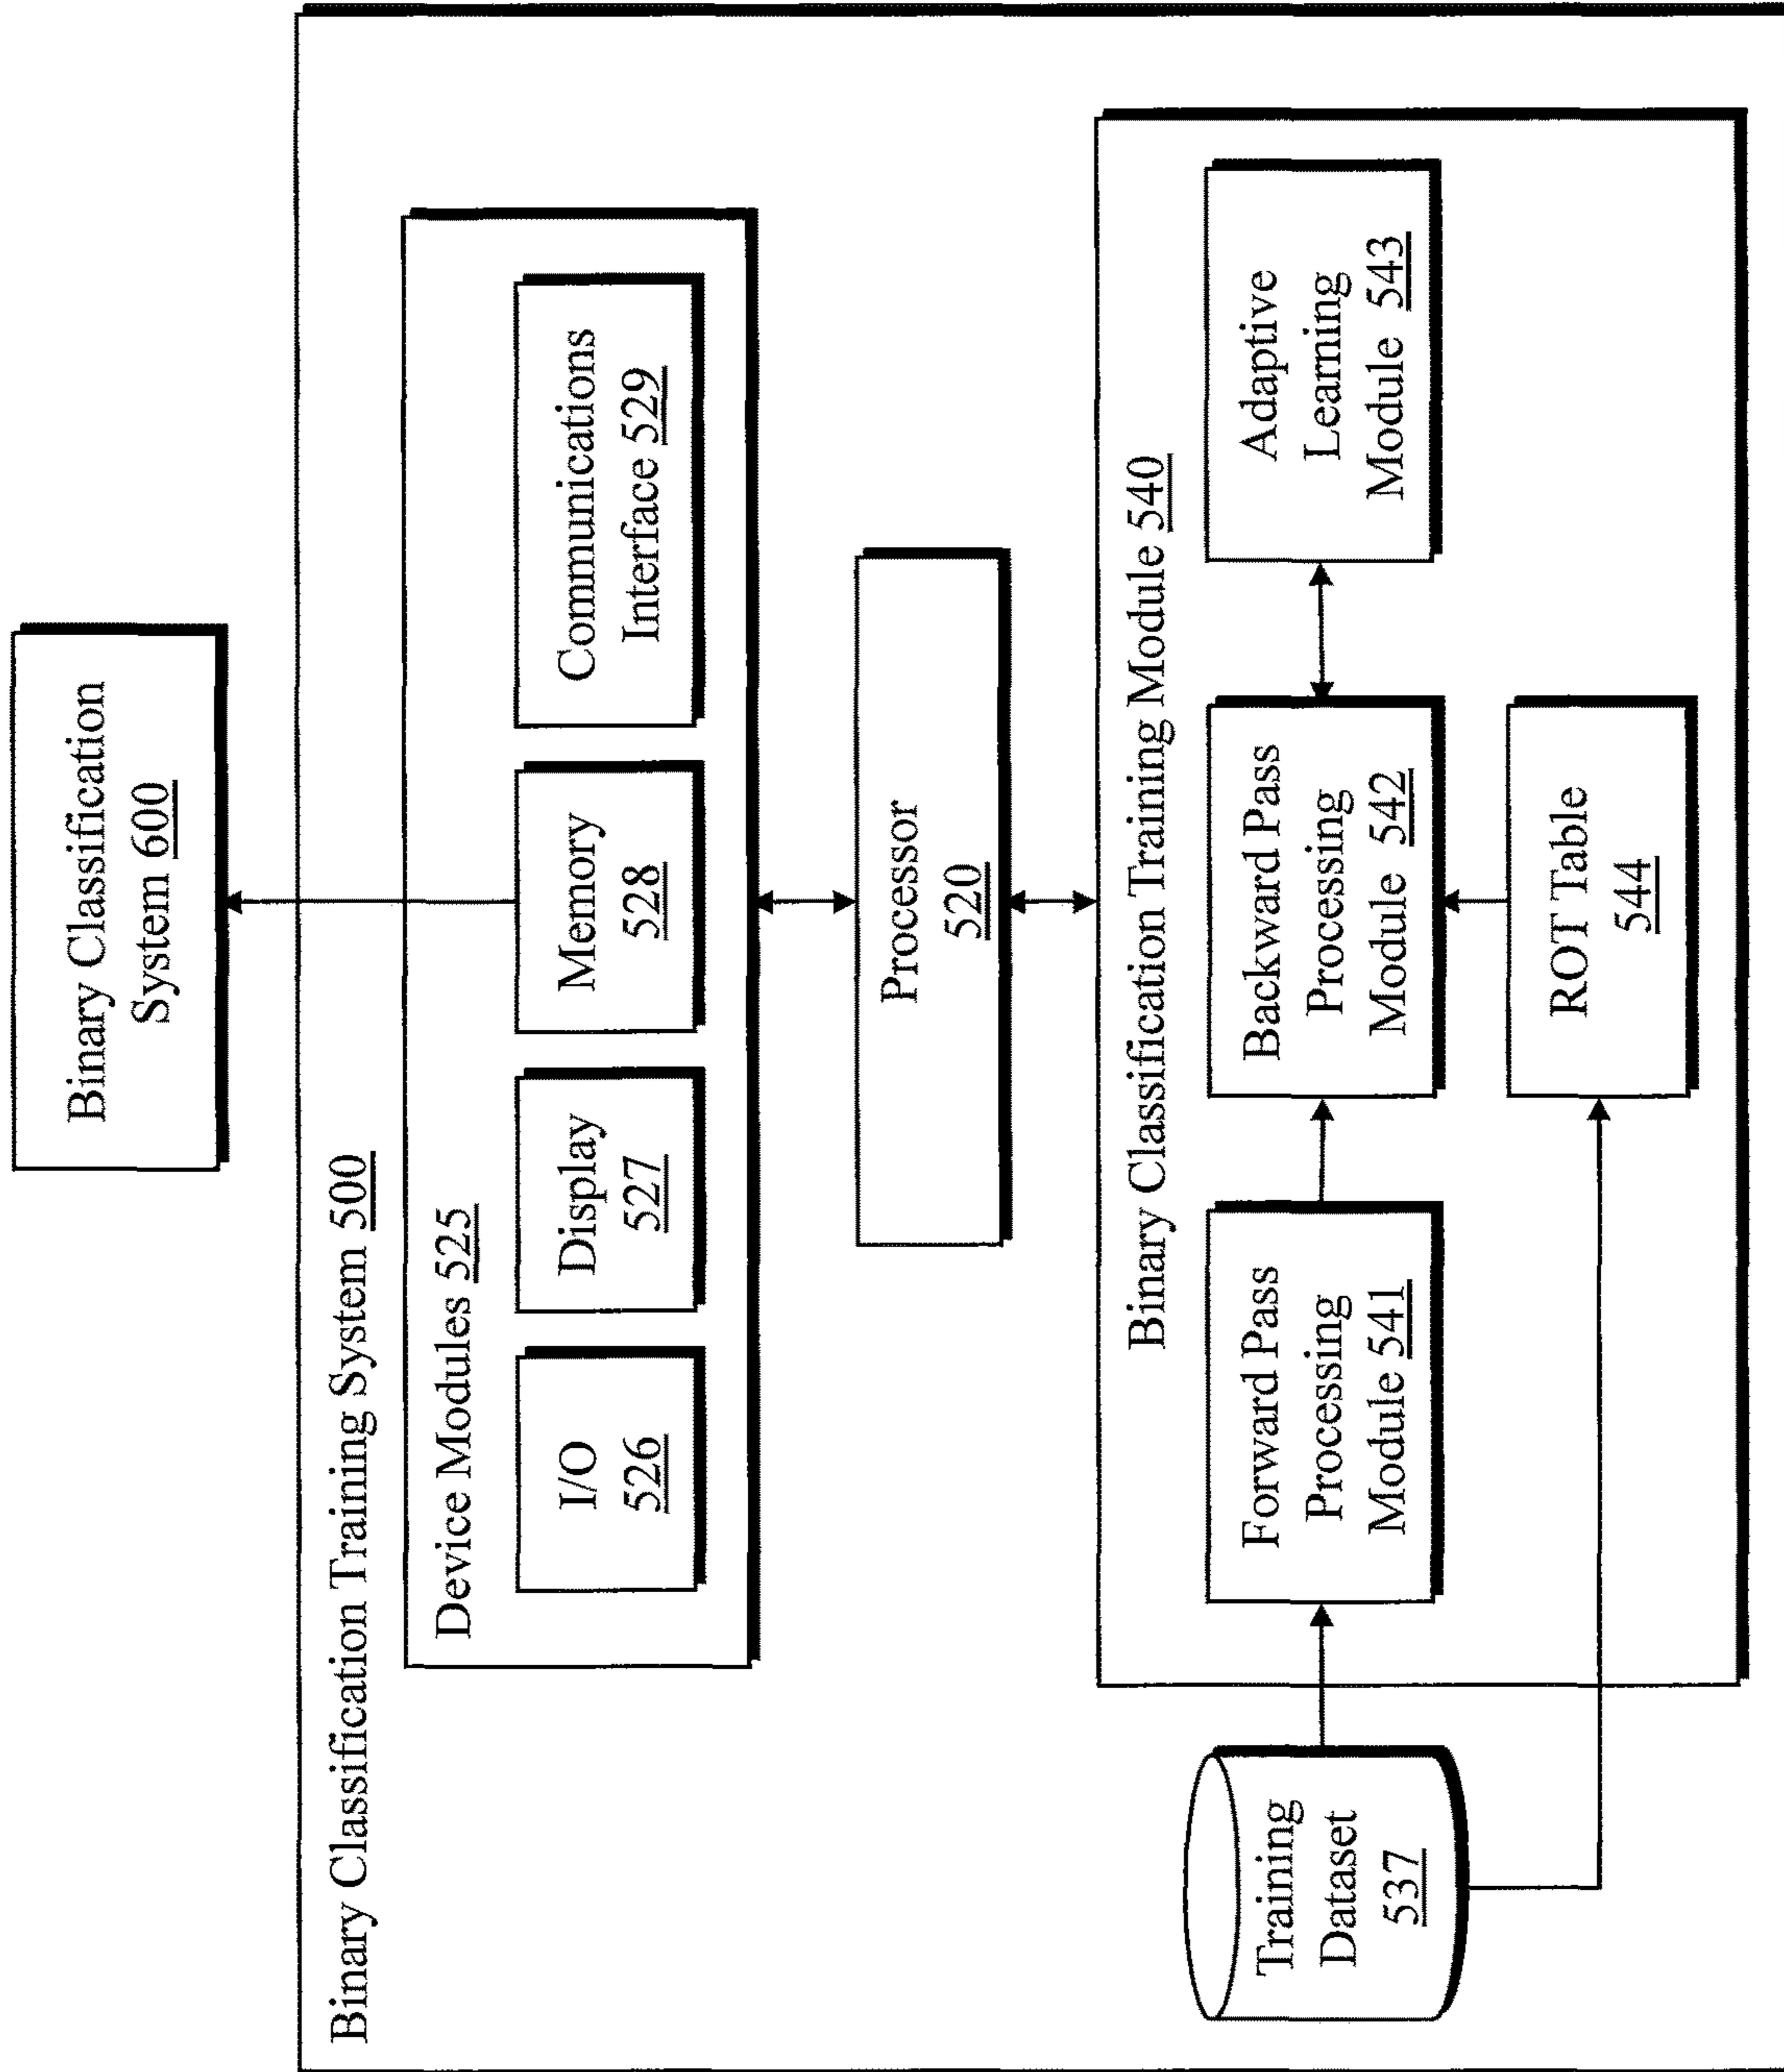 Binary Classification
System 600
Binary Classification Training System 500
Device Modules 525
I/O
526
Display
527
Memory
528
Communications
Interface 529
Processor
520
Binary Classification Training Module 540
Training
Dataset
537
Forward Pass
Processing
Module 541
Backward Pass
Processing
Module 542
Adaptive
Learning
Module 543
ROT Table
544